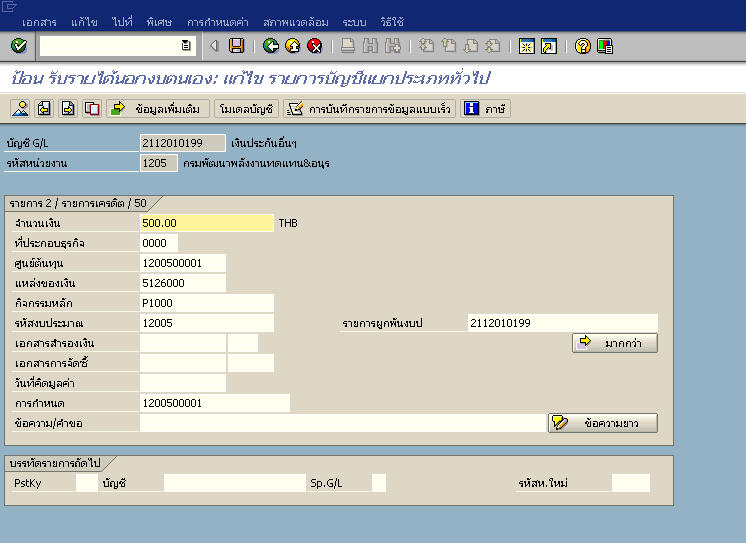 เอกสาร แก้ไข ไปที่ พิเศษ การกำหนดค่า สภาพแวดล้อม ระบบ วิธีใช้
ป้อน รับรายได้นอกงบตนเอง: แก้ไข รายการบัญชีแยกประเภททั่วไป
ข้อมูลเพิ่มเติม โมเดลบัญชี การบันทึกรายการข้อมูลแบบเร็ว ภาษี
บัญชี G/L 2112010199 เงินประกันอื่นๆ
รหัสหน่วยงาน 1205 กรมพัฒนาพลังงานทดแทน&อนุร
รายการ 2 / รายการเครดิต / 50
จำนวนเงิน 500.00 THB
ที่ประกอบธุรกิจ 0000
ศูนย์ต้นทุน 1200500001
แหล่งของเงิน 5126000
กิจกรรมหลัก P1000
รหัสงบประมาณ 12005 รายการผูกพันงบป 2112010199
เอกสารสำรองเงิน มากกว่า
เอกสารการจัดซื้
วันที่คิดมูลค่า
การกำหนด 1200500001
ข้อความ/คำขอ ข้อความยาว
บรรทัดรายการถัดไป
PstKy บัญชี Sp.G/L รหัสห.ใหม่